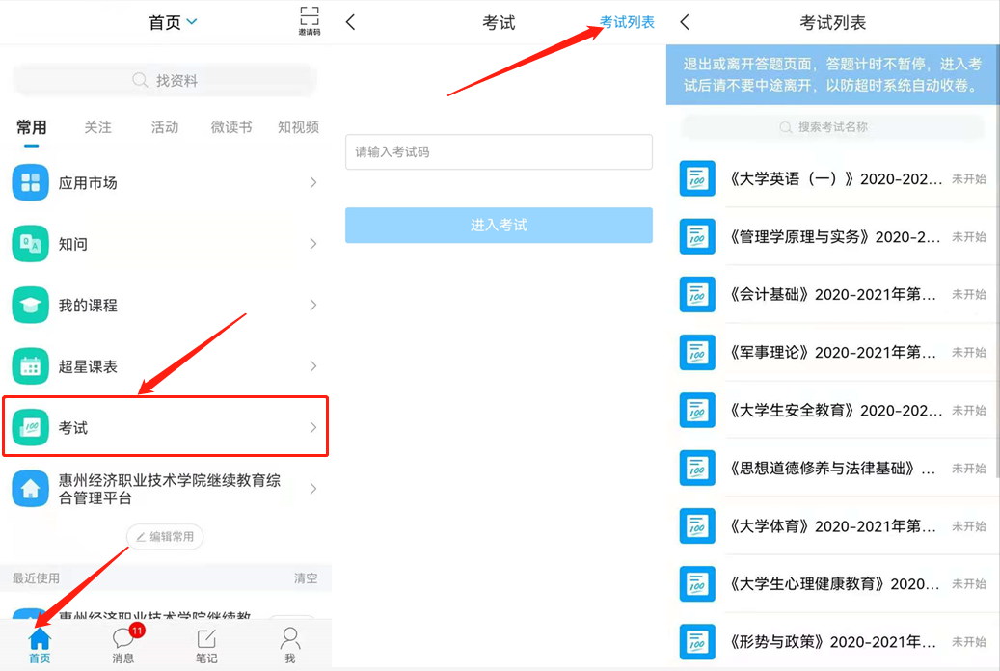 首页
邀请码
找资料
常用
关注
活动
微读书
知视频
应用市场
知问
我的课程
超星课表
100
考试
惠州经济职业技术学院继续教育综
合管理平台
编辑常用
最近使用
清空
惠州经济职业技术学院继续教
首页
11
消息
笔记
我
考试
考试列表
请输入考试码
进入考试
考试列表
退出或离开答题页面，答题计时不暂停，进入考
试后请不要中途离开，以防超时系统自动收卷。
搜索考试名称
100
《大学英语（一）》2020-202...
未开始
100
《管理学原理与实务》2020-2...
未开始
100
《会计基础》2020-2021年第...
未开始
100
《军事理论》2020-2021年第...
未开始
100
《大学生安全教育》2020-202...
未开始
100
《思想道德修养与法律基础》...
未开始
100
《大学体育》2020-2021年第...
未开始
100
《大学生心理健康教育》2020...
未开始
100
《形势与政策》2020-2021年...
未开始